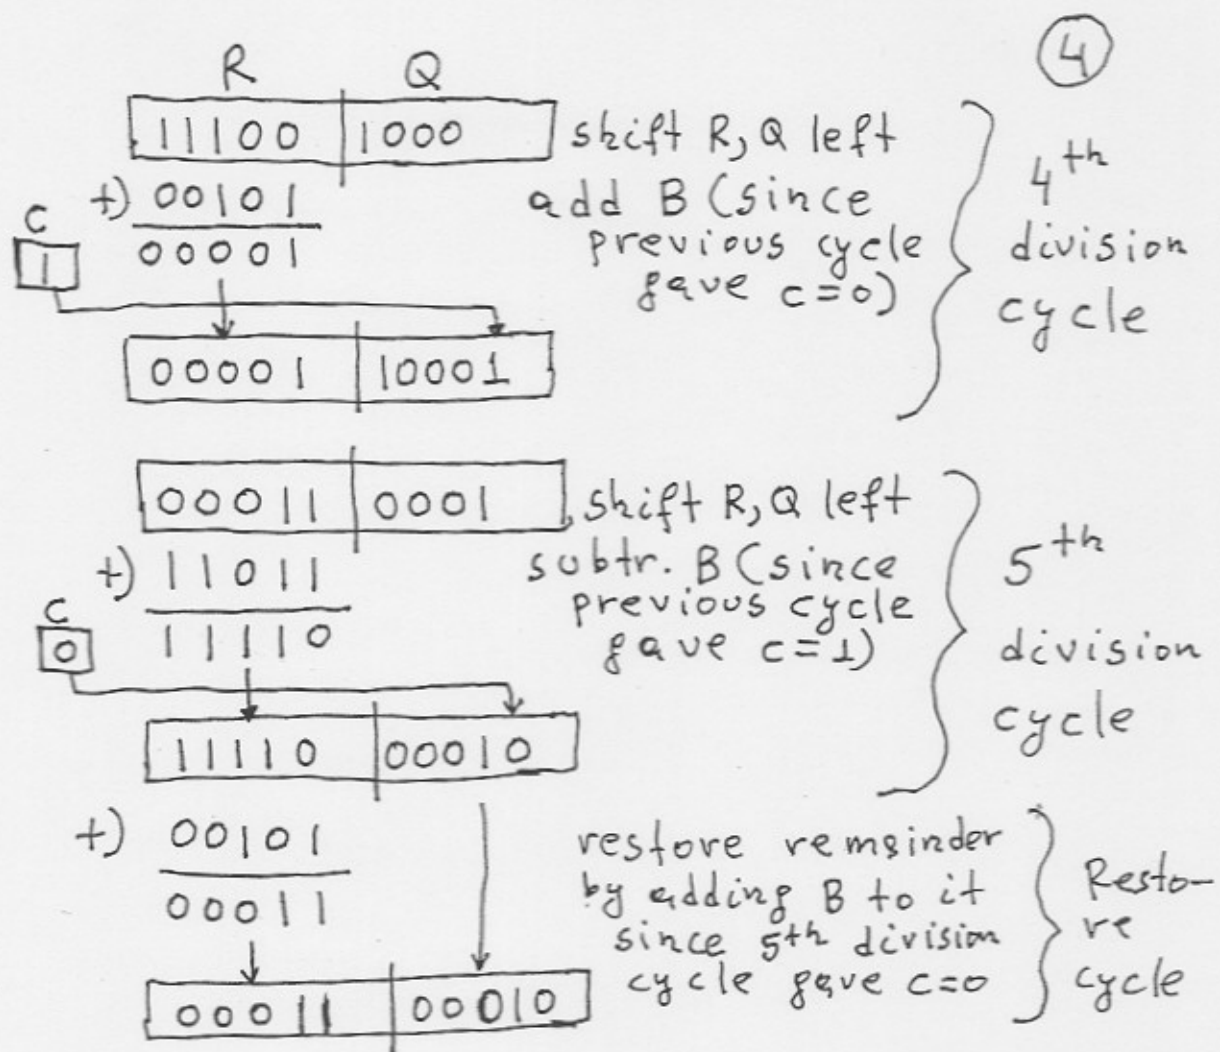 ④
R Q
11100 1000 shift R, Q left
+) 00101 add B (since
C 00001 previous cycle
1 gave c=0)
4th
division
cycle
00001 10001
00011 0001 shift R, Q left
+) 11011 subtr. B (since
C 11110 previous cycle
0 gave c=1)
5th
division
cycle
11110 00010
+) 00101 restore remainder
00011 by adding B to it
since 5th division
cycle gave c=0
Resto-
re
cycle
00011 00010